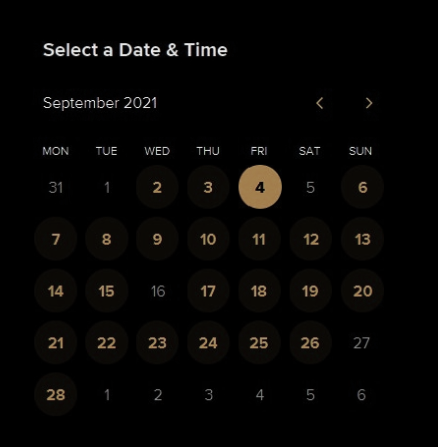 Select a Date & Time
September 2021
MON TUE WED THU FRI SAT SUN
31 1 2 3 4 5 6
7 8 9 10 11 12 13
14 15 16 17 18 19 20
21 22 23 24 25 26 27
28 1 2 3 4 5 6